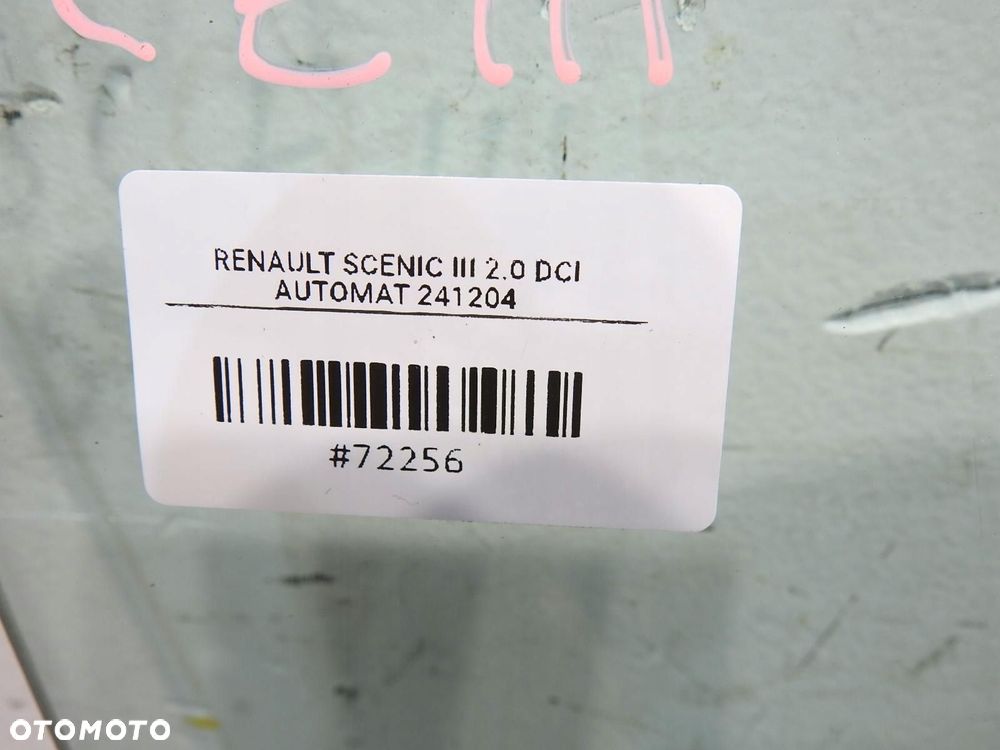 RENAULT SCENIC III 2.0 DCI
AUTOMAT 241204
#72256
OTOMOTO